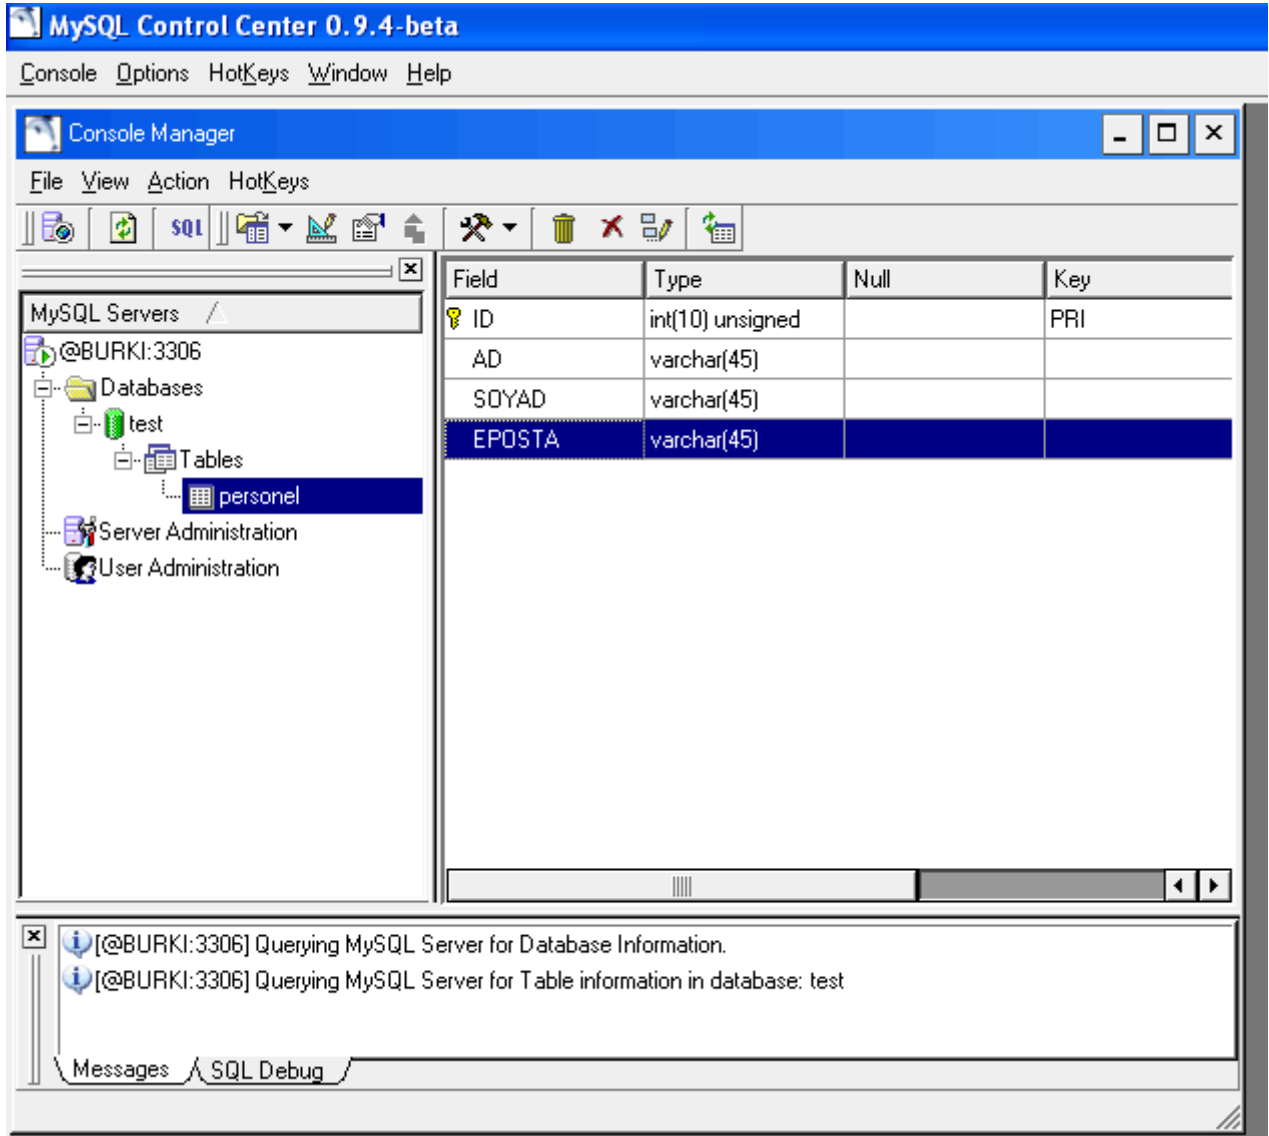 MySQL Control Center 0.9.4-beta
Console Options HotKeys Window Help
Console Manager
File View Action HotKeys
SQL
MySQL Servers
@BURKI:3306
Databases
test
Tables
personel
Server Administration
User Administration
Field Type Null Key
ID int(10) unsigned PRI
AD varchar(45)
SOYAD varchar(45)
EPOSTA varchar(45)
[@BURKI:3306] Querying MySQL Server for Database Information.
[@BURKI:3306] Querying MySQL Server for Table information in database: test
Messages SQL Debug